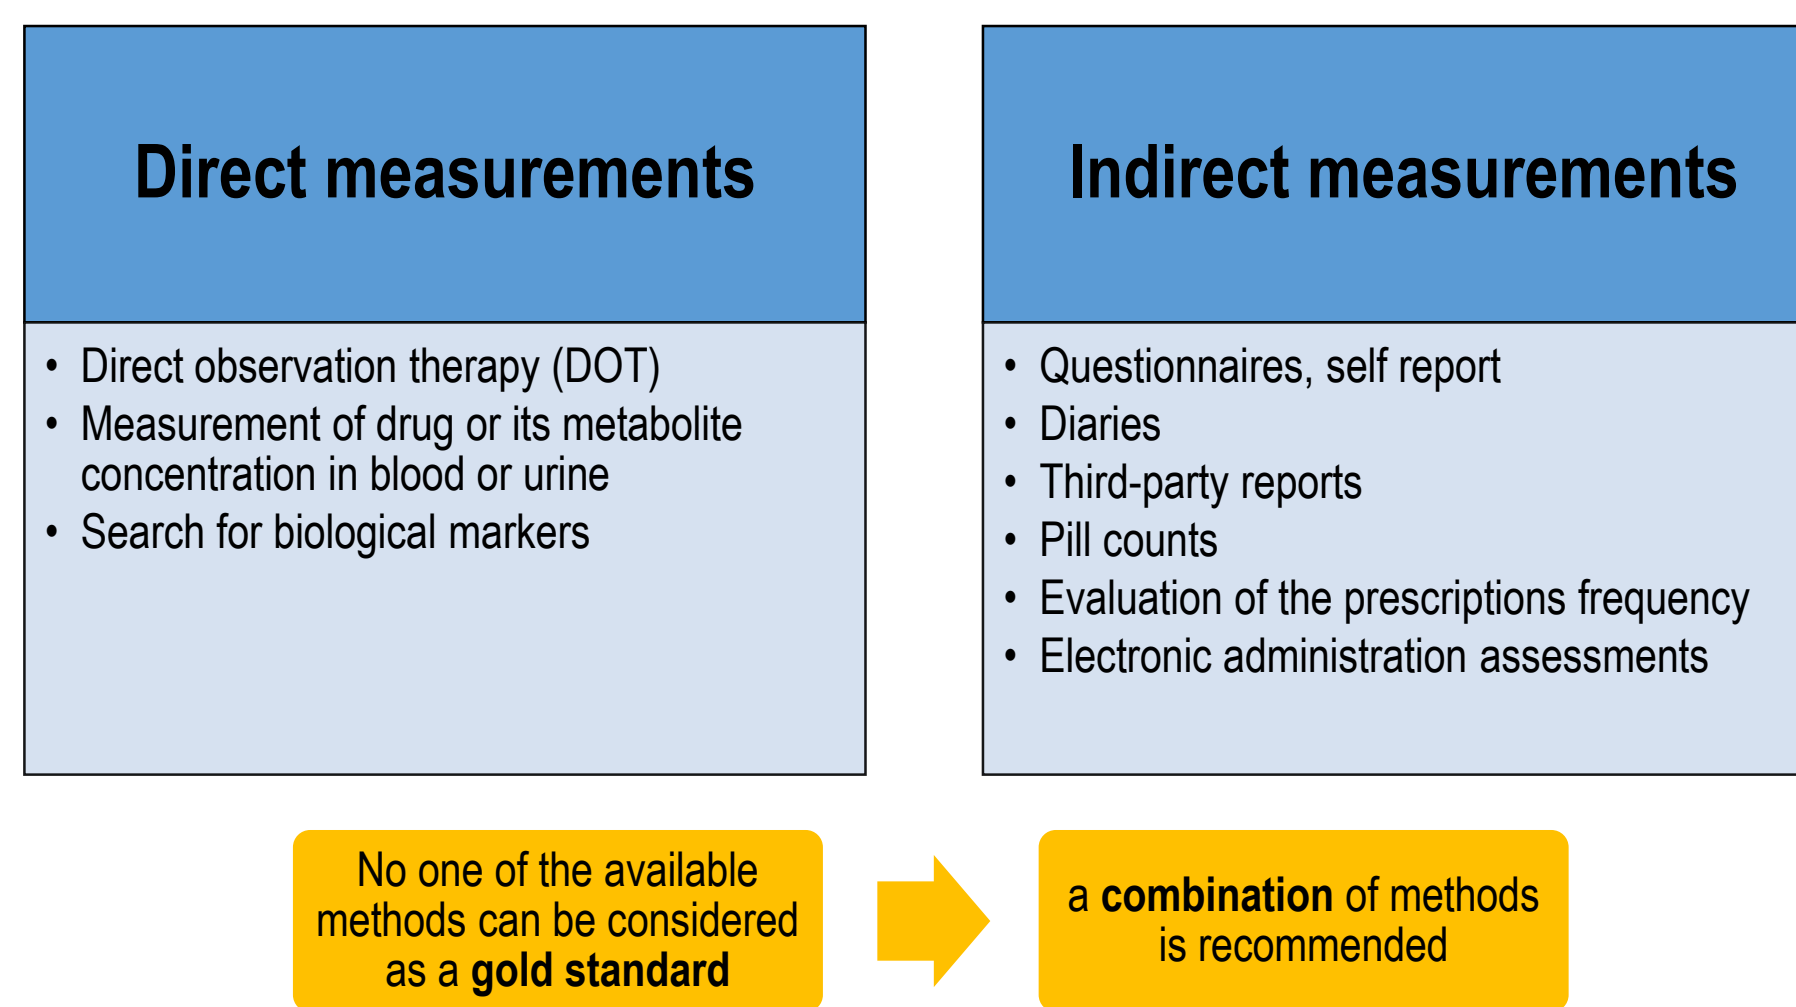 Direct measurements
• Direct observation therapy (DOT)
• Measurement of drug or its metabolite
concentration in blood or urine
• Search for biological markers
Indirect measurements
• Questionnaires, self report
• Diaries
• Third-party reports
• Pill counts
• Evaluation of the prescriptions frequency
• Electronic administration assessments
No one of the available
methods can be considered
as a gold standard
a combination of methods
is recommended